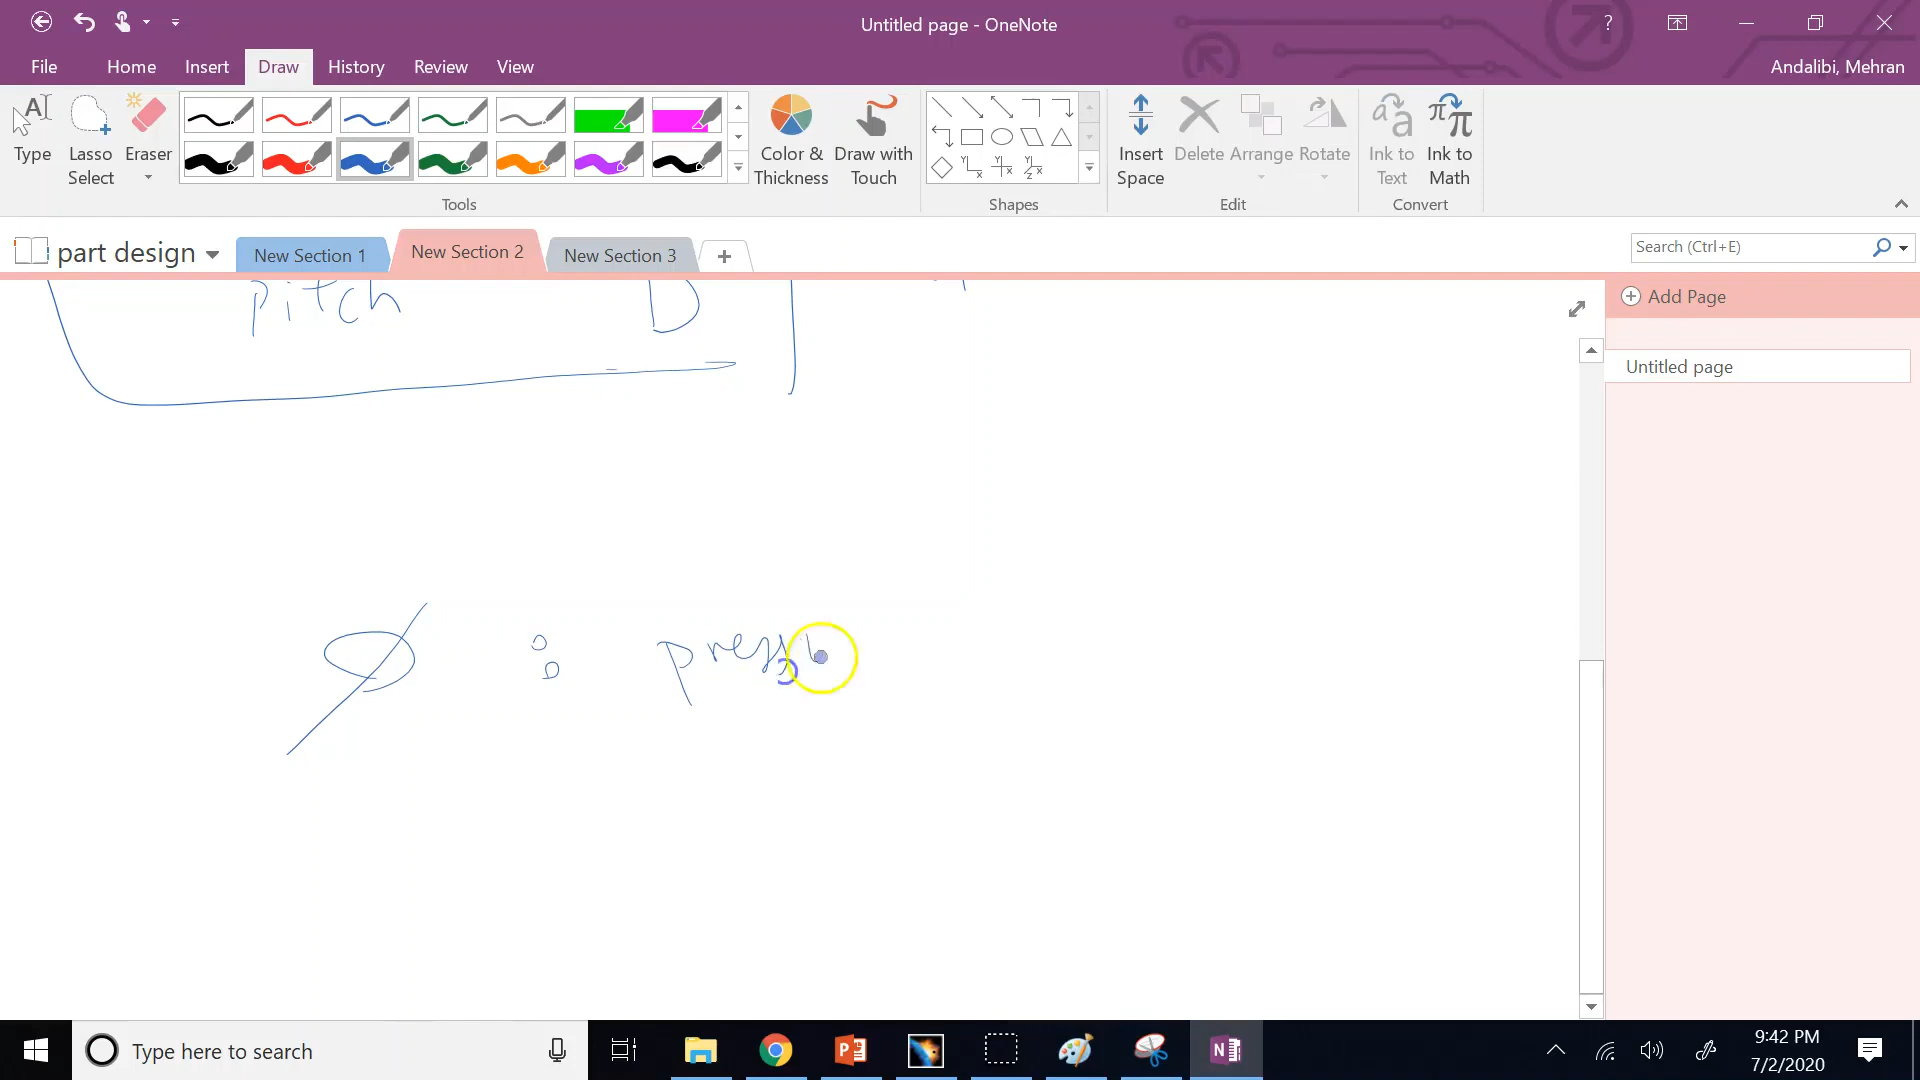 Untitled page - OneNote
?
File Home Insert Draw History Review View
Andalibi, Mehran
Type
Lasso Select
Eraser
Color & Thickness
Draw with Touch
Insert Space
Delete
Arrange
Rotate
Ink to Text
Ink to Math
Tools
Shapes
Edit
Convert
part design
New Section 1
New Section 2
New Section 3
Search (Ctrl+E)
Add Page
Untitled page
Pitch D
φ : press
Type here to search
9:42 PM
7/2/2020